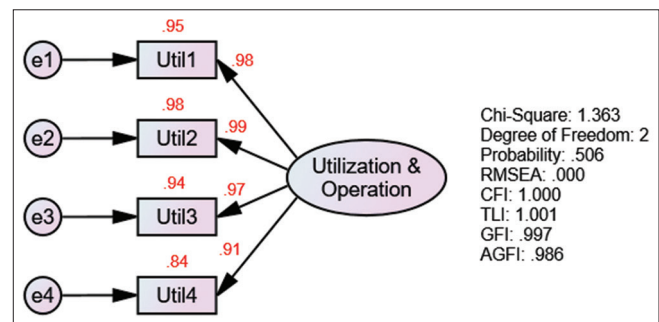 .95
e1
Util1
.98
.98
e2
Util2
.99
Utilization &
Operation
.94
e3
Util3
.97
.84
e4
Util4
.91
Chi-Square: 1.363
Degree of Freedom: 2
Probability: .506
RMSEA: .000
CFI: 1.000
TLI: 1.001
GFI: .997
AGFI: .986